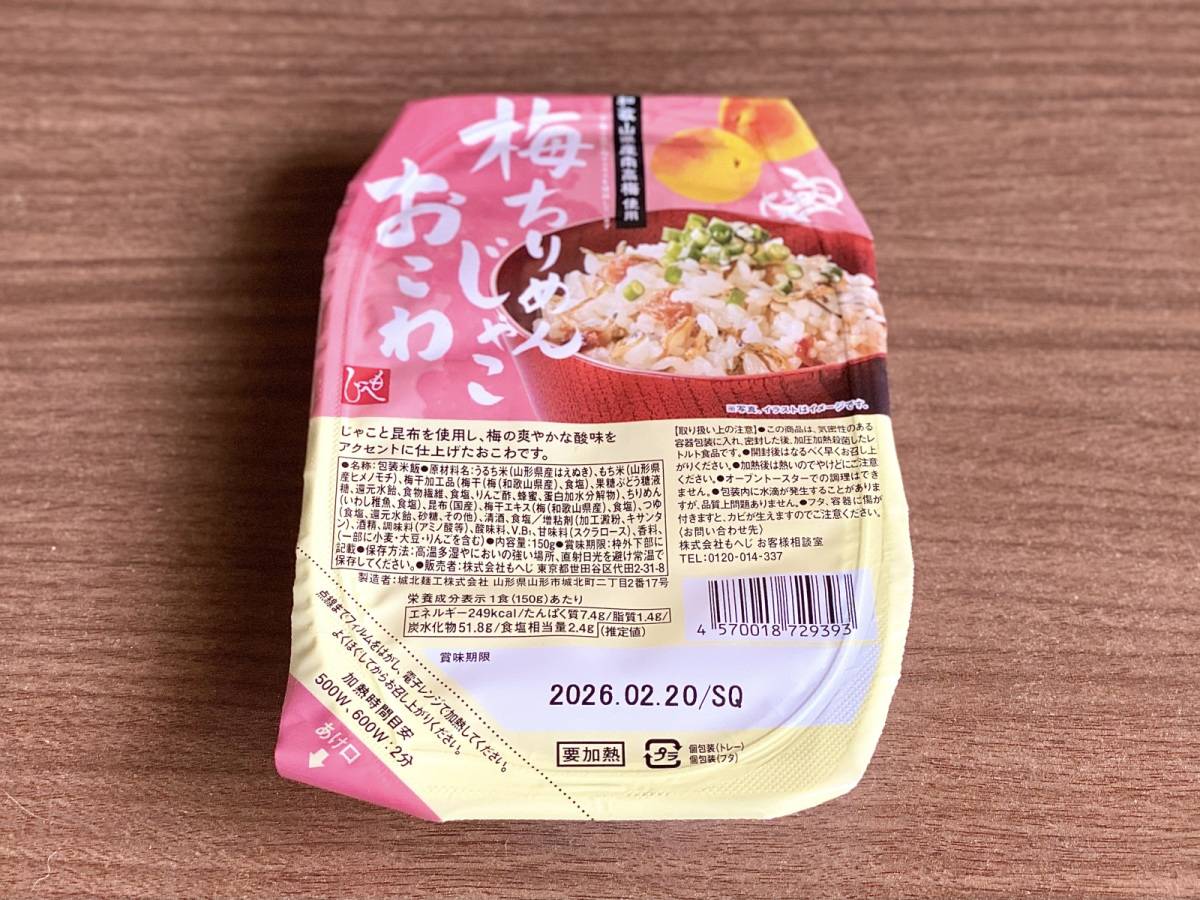 和歌山県産南高梅使用
梅ちりめん
じゃこ
おこわ
もへじ
※写真、イラストはイメージです。
じゃこと昆布を使用し、梅の爽やかな酸味を
アクセントに仕上げたおこわです。
●名称:包装米飯●原材料名:うるち米(山形県産はえぬき)、もち米(山形県
産ヒメノモチ)、梅干加工品(梅干(梅(和歌山県産)、食塩)、果糖ぶどう糖液
糖、還元水飴、食物繊維、食塩、りんご酢、蜂蜜、蛋白加水分解物)、ちりめん
(いわし稚魚、食塩)、昆布(国産)、梅干エキス(梅(和歌山県産)、食塩)、つゆ
(食塩、還元水飴、砂糖、その他)、清酒、食塩/増粘剤(加工澱粉、キサンタ
ン)、酒精、調味料(アミノ酸等)、酸味料、V.B₁、甘味料(スクラロース)、香料、
(一部に小麦・大豆・りんごを含む)●内容量:150g●賞味期限:枠外下部に
記載●保存方法:高温多湿やにおいの強い場所、直射日光を避け常温で
保存してください。●販売者:株式会社もへじ 東京都世田谷区代田2-31-8
製造者:城北麺工株式会社 山形県山形市城北町二丁目2番17号
栄養成分表示 1食(150g)あたり
エネルギー249kcal/たんぱく質7.4g/脂質1.4g/
炭水化物51.8g/食塩相当量2.4g(推定値)
【取り扱い上の注意】●この商品は、気密性のある
容器包装に入れ、密封した後、加圧加熱殺菌したレ
トルト食品です。●開封後はなるべく早くお召し上
がりください。●加熱後は熱いのでやけどにご注意
ください。●オーブントースターでの調理はでき
ません。●包装内に水滴が発生することがありま
すが、品質上問題ありません。●フタ、容器に傷が
付きますと、カビが生えますのでご注意ください。
〈お問い合わせ先〉
株式会社もへじ お客様相談室
TEL:0120-014-337
4 570018 729393
賞味期限
2026.02.20/SQ
点線までフィルムをはがし、電子レンジで加熱してください。
よくほぐしてからお召し上がりください。
加熱時間目安
500W・600W:2分
あけ口
要加熱
プラ
個包装(トレー)
個包装(フタ)